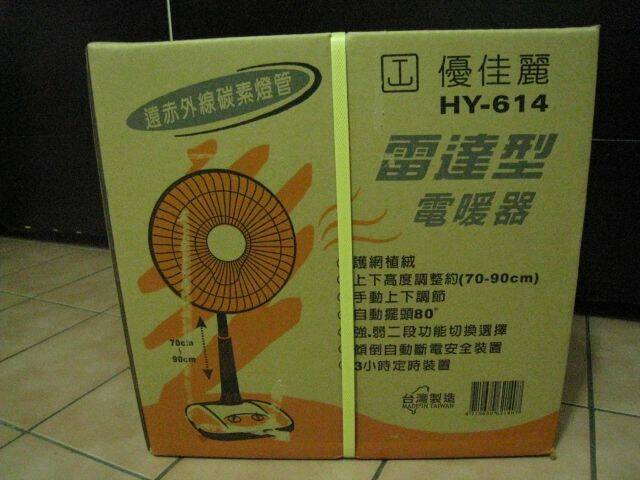 遠赤外線碳素燈管
優佳麗
HY-614
雷達型
電暖器
護網植絨
上下高度調整約(70-90cm)
手動上下調節
自動擺頭80°
強.弱二段功能切換選擇
傾倒自動斷電安全裝置
3小時定時裝置
70cm
90cm
台灣製造
MADE IN TAIWAN